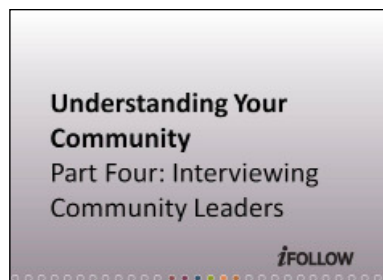 Understanding Your
Community
Part Four: Interviewing
Community Leaders
iFOLLOW